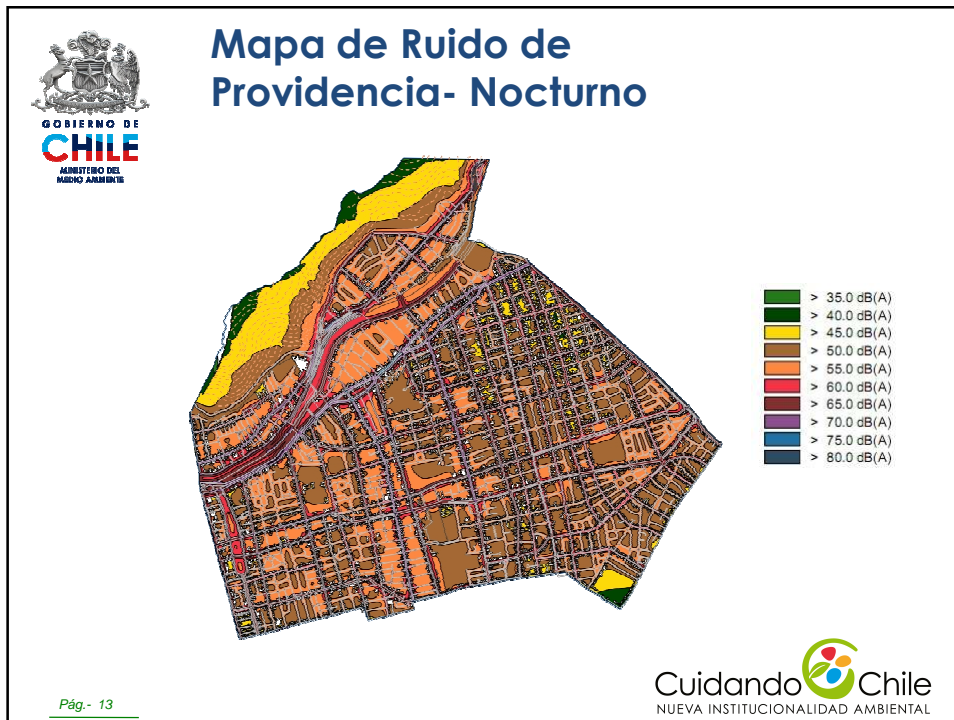 Mapa de Ruido de
Providencia- Nocturno
GOBIERNO DE
CHILE
MINISTERIO DEL
MEDIO AMBIENTE
> 35.0 dB(A)
> 40.0 dB(A)
> 45.0 dB(A)
> 50.0 dB(A)
> 55.0 dB(A)
> 60.0 dB(A)
> 65.0 dB(A)
> 70.0 dB(A)
> 75.0 dB(A)
> 80.0 dB(A)
Pág.- 13
Cuidando Chile
NUEVA INSTITUCIONALIDAD AMBIENTAL